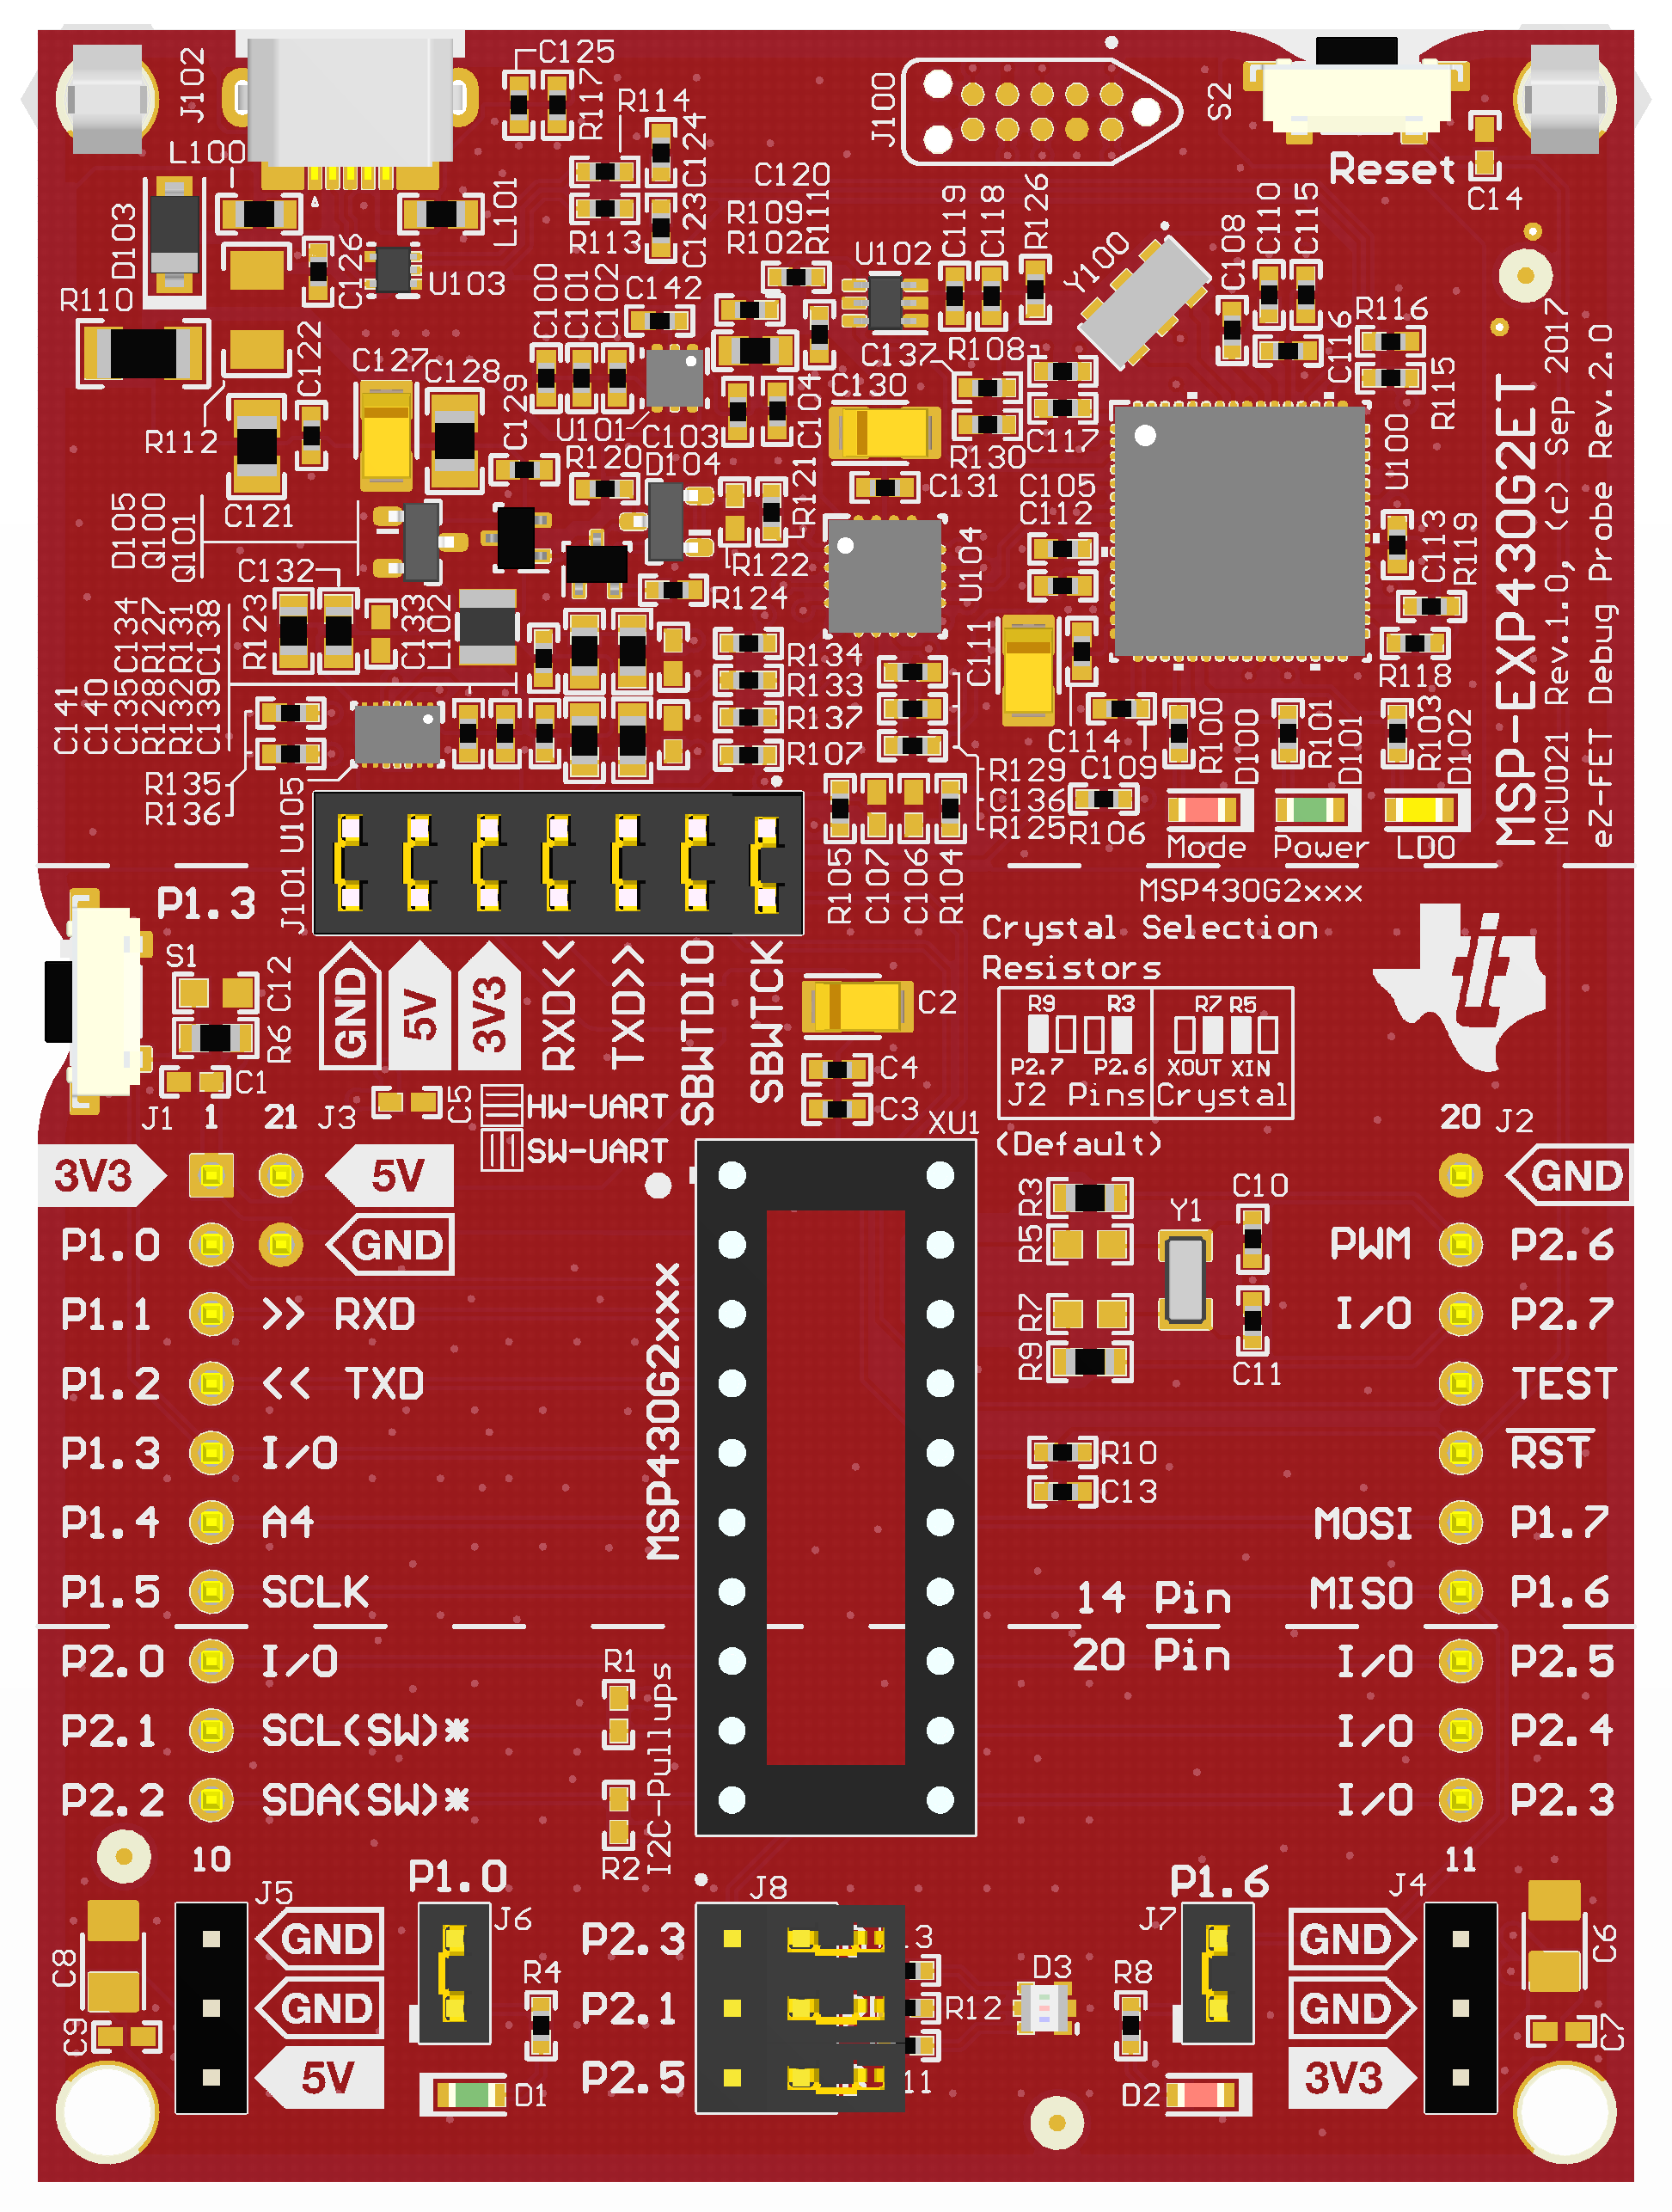 C125
J102
R117
R114
C124
J100
S2
Reset
C14
L100
L101
D103
R113
C123
C120
R109
R102
R111
U102
C119
C118
R126
Y100
C108
C110
C115
R110
C126
U103
C100
C101
C102
C142
C137
R108
C116
R116
R115
C122
C127
C128
C129
R112
U101
C103
C104
C130
R130
C117
U100
C121
R120
D104
R121
C131
C105
C112
D105
Q100
Q101
C132
R122
R124
U104
C113
R119
R123
C133
L102
C134
R127
R131
C138
C141
C140
C135
R128
R132
C139
R134
R133
R137
R107
C111
R118
C114
C109
R100
D100
R101
D101
R103
D102
R135
R136
R129
C136
R125
R106
Mode
Power
LDO
MSP-EXP430G2ET
MCU021 Rev.1.0, (c) Sep 2017
eZ-FET Debug Probe Rev.2.0
J101
U105
R105
C107
C106
R104
MSP430G2xxx
P1.3
S1
C12
R6
C1
GND
5V
3V3
RXD<<
TXD>>
SBWTDIO
SBWTCK
C2
C4
C3
Crystal Selection
Resistors
R9 R3 R7 R5
P2.7 P2.6 XOUT XIN
J2 Pins Crystal
(Default)
J1 1 21 J3
C5
HW-UART
SW-UART
XU1
20 J2
3V3 5V
GND
P1.0 GND
PWM P2.6
P1.1 >> RXD
I/O P2.7
P1.2 << TXD
TEST
P1.3 I/O
RST
P1.4 A4
MOSI P1.7
P1.5 SCLK
MISO P1.6
P2.0 I/O
I/O P2.5
P2.1 SCL(SW)*
I/O P2.4
P2.2 SDA(SW)*
I/O P2.3
10
11
MSP430G2xxx
R3
R5
R7
R9
Y1
C10
C11
R10
C13
14 Pin
20 Pin
R1
I2C-Pullups
R2
P1.0
J5
J6
J8
P1.6
J7
J4
C8
C9
GND
GND
5V
R4
D1
P2.3
P2.1
P2.5
R12
D3
R8
D2
GND
GND
3V3
C6
C7